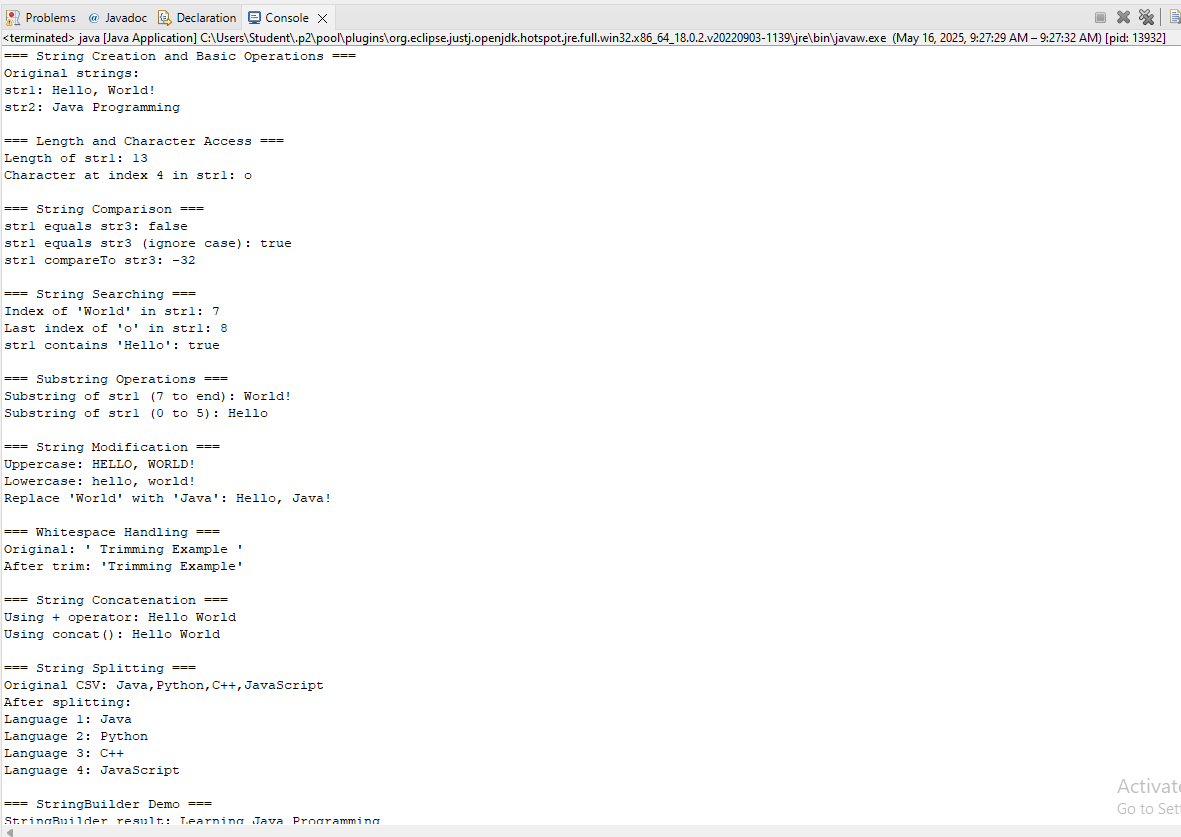 Problems @ Javadoc Declaration Console
<terminated> java [Java Application] C:\Users\Student\.p2\pool\plugins\org.eclipse.justj.openjdk.hotspot.jre.full.win32.x86_64_18.0.2.v20220903-1139\jre\bin\javaw.exe (May 16, 2025, 9:27:29 AM – 9:27:32 AM) [pid: 13932]
=== String Creation and Basic Operations ===
Original strings:
str1: Hello, World!
str2: Java Programming

=== Length and Character Access ===
Length of str1: 13
Character at index 4 in str1: o

=== String Comparison ===
str1 equals str3: false
str1 equals str3 (ignore case): true
str1 compareTo str3: -32

=== String Searching ===
Index of 'World' in str1: 7
Last index of 'o' in str1: 8
str1 contains 'Hello': true

=== Substring Operations ===
Substring of str1 (7 to end): World!
Substring of str1 (0 to 5): Hello

=== String Modification ===
Uppercase: HELLO, WORLD!
Lowercase: hello, world!
Replace 'World' with 'Java': Hello, Java!

=== Whitespace Handling ===
Original: ' Trimming Example '
After trim: 'Trimming Example'

=== String Concatenation ===
Using + operator: Hello World
Using concat(): Hello World

=== String Splitting ===
Original CSV: Java,Python,C++,JavaScript
After splitting:
Language 1: Java
Language 2: Python
Language 3: C++
Language 4: JavaScript

=== StringBuilder Demo ===
StringBuilder result: Learning Java Programming
Activate
Go to Set